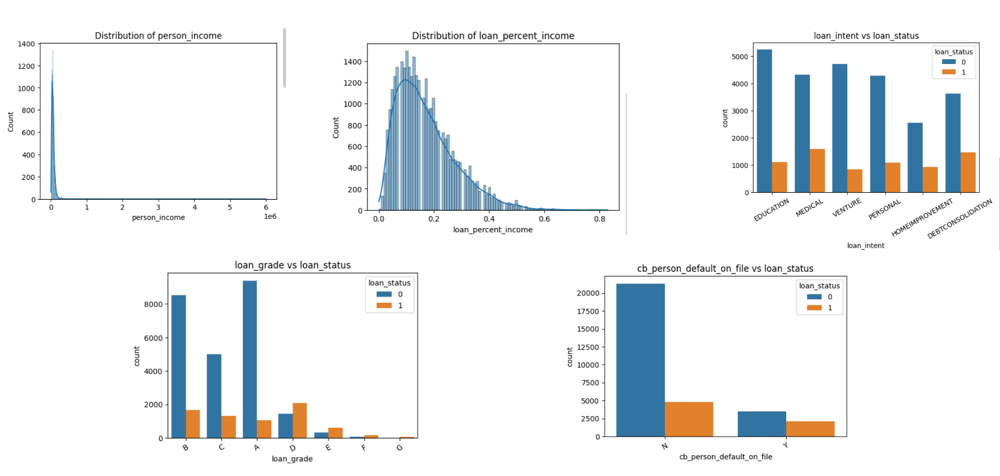 Distribution of person_income
1400
1200
1000
800
600
400
200
0
Count
0 1 2 3 4 5 6
1e6
person_income
Distribution of loan_percent_income
1400
1200
1000
800
600
400
200
0
Count
0.0 0.2 0.4 0.6 0.8
loan_percent_income
loan_intent vs loan_status
loan_status
0
1
5000
4000
3000
2000
1000
0
count
EDUCATION MEDICAL VENTURE PERSONAL HOMEIMPROVEMENT DEBTCONSOLIDATION
loan_intent
loan_grade vs loan_status
loan_status
0
1
8000
6000
4000
2000
0
count
B C A D E F G
loan_grade
cb_person_default_on_file vs loan_status
loan_status
0
1
20000
17500
15000
12500
10000
7500
5000
2500
0
count
N Y
cb_person_default_on_file